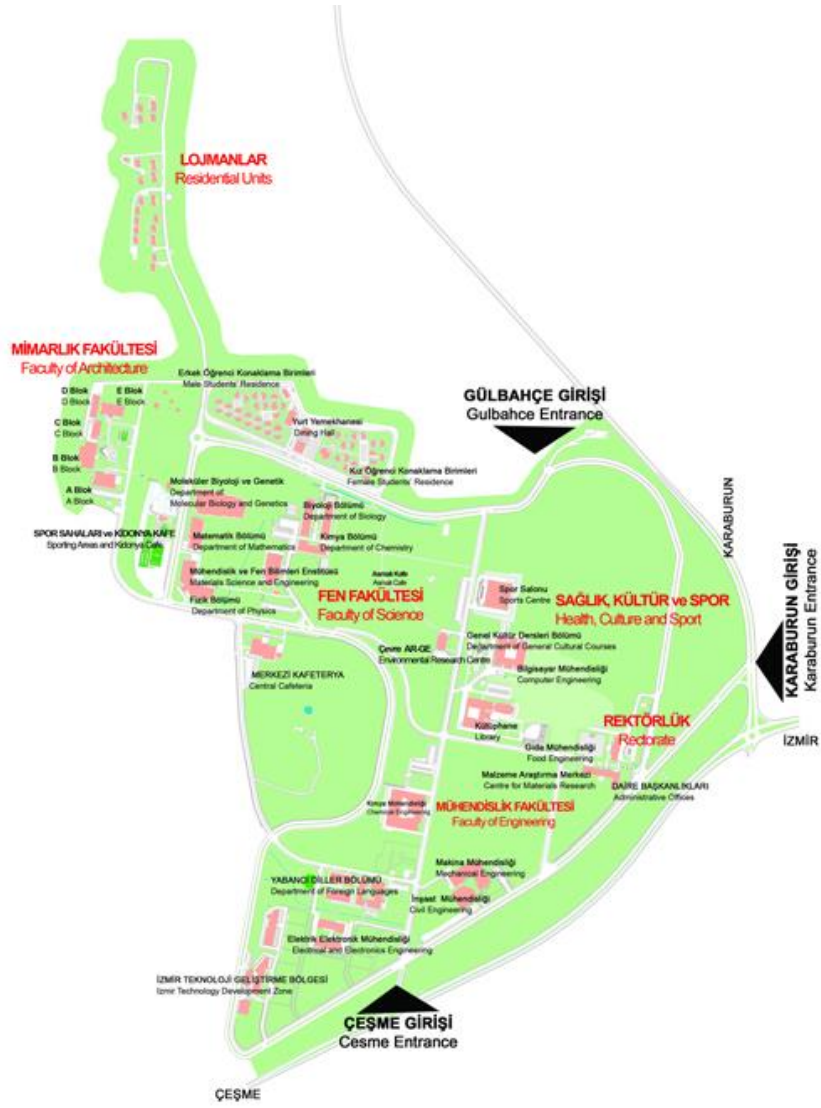 LOJMANLAR
Residential Units
MİMARLIK FAKÜLTESİ
Faculty of Architecture
Erkek Öğrenci Konaklama Birimleri
Male Students' Residence
D Blok
D Block
E Blok
E Block
C Blok
C Block
B Blok
B Block
A Blok
A Block
GÜLBAHÇE GİRİŞİ
Gulbahce Entrance
Yurt Yemekhanesi
Dining Hall
Kız Öğrenci Konaklama Birimleri
Female Students' Residence
Moleküler Biyoloji ve Genetik
Department of
Molecular Biology and Genetics
Biyoloji Bölümü
Department of Biology
SPOR SAHALARI ve KİDONYA KAFE
Sporting Areas and Kidonya Cafe
Matematik Bölümü
Department of Mathematics
Kimya Bölümü
Department of Chemistry
Mühendislik ve Fen Bilimleri Enstitüsü
Materials Science and Engineering
Asmalı Kafe
Asmalı Cafe
Fizik Bölümü
Department of Physics
FEN FAKÜLTESİ
Faculty of Science
Spor Salonu
Sports Centre
SAĞLIK, KÜLTÜR ve SPOR
Health, Culture and Sport
KARABURUN
KARABURUN GİRİŞİ
Karaburun Entrance
Genel Kültür Dersleri Bölümü
Department of General Cultural Courses
Çevre AR-GE
Environmental Research Centre
Bilgisayar Mühendisliği
Computer Engineering
MERKEZİ KAFETERYA
Central Cafeteria
Kütüphane
Library
REKTÖRLÜK
Rectorate
İZMİR
Gıda Mühendisliği
Food Engineering
Malzeme Araştırma Merkezi
Centre for Materials Research
DAİRE BAŞKANLIKLARI
Administrative Offices
Kimya Mühendisliği
Chemical Engineering
MÜHENDİSLİK FAKÜLTESİ
Faculty of Engineering
Makina Mühendisliği
Mechanical Engineering
YABANCI DİLLER BÖLÜMÜ
Department of Foreign Languages
İnşaat Mühendisliği
Civil Engineering
Elektrik Elektronik Mühendisliği
Electrical and Electronics Engineering
İZMİR TEKNOLOJİ GELİŞTİRME BÖLGESİ
Izmir Technology Development Zone
ÇEŞME GİRİŞİ
Cesme Entrance
ÇEŞME